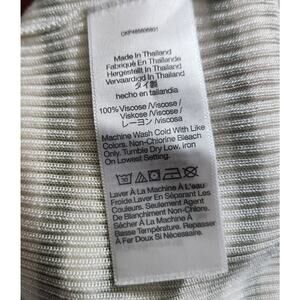 Made In Thailand
Fabriqué En Thaïlande
Hergestellt In Thailand
Vervaardigd In Thailand
タイ製
hecho en tailandia
100% Viscose /Viscose
/Viskose /Viscose
/レーヨン /Viscosa
Machine Wash Cold With Like
Colors, Non-Chlorine Bleach
Only, Tumble Dry Low, Iron
On Lowest Setting.
Laver À La Machine À L'eau
Froide Laver En Séparant Les
Couleurs. Seulement Agent
De Blanchiment Non-Chlorant.
Sécher À La Machine À
Basse Température. Repasser
À Fer Doux Si Nécessaire.